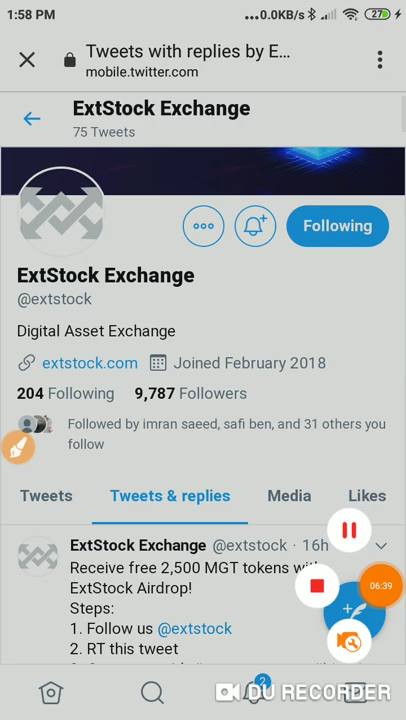 1:58 PM
...0.0KB/s
27
Tweets with replies by E...
mobile.twitter.com
ExtStock Exchange
75 Tweets
Following
ExtStock Exchange
@extstock
Digital Asset Exchange
extstock.com Joined February 2018
204 Following 9,787 Followers
Followed by imran saeed, safi ben, and 31 others you
follow
Tweets Tweets & replies Media Likes
ExtStock Exchange @extstock · 16h
Receive free 2,500 MGT tokens with
ExtStock Airdrop!
06:39
Steps:
1. Follow us @extstock
2. RT this tweet
2
DU RECORDER